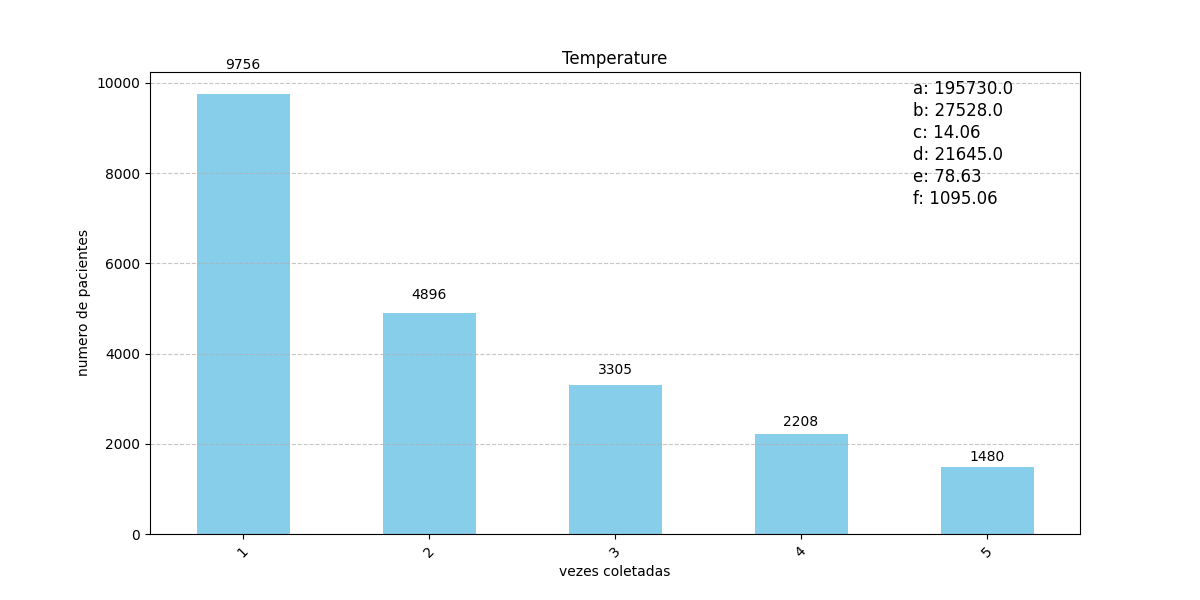 Temperature
9756
a: 195730.0
b: 27528.0
c: 14.06
d: 21645.0
e: 78.63
f: 1095.06
10000
8000
6000
4000
2000
0
numero de pacientes
4896
3305
2208
1480
1
2
3
4
5
vezes coletadas